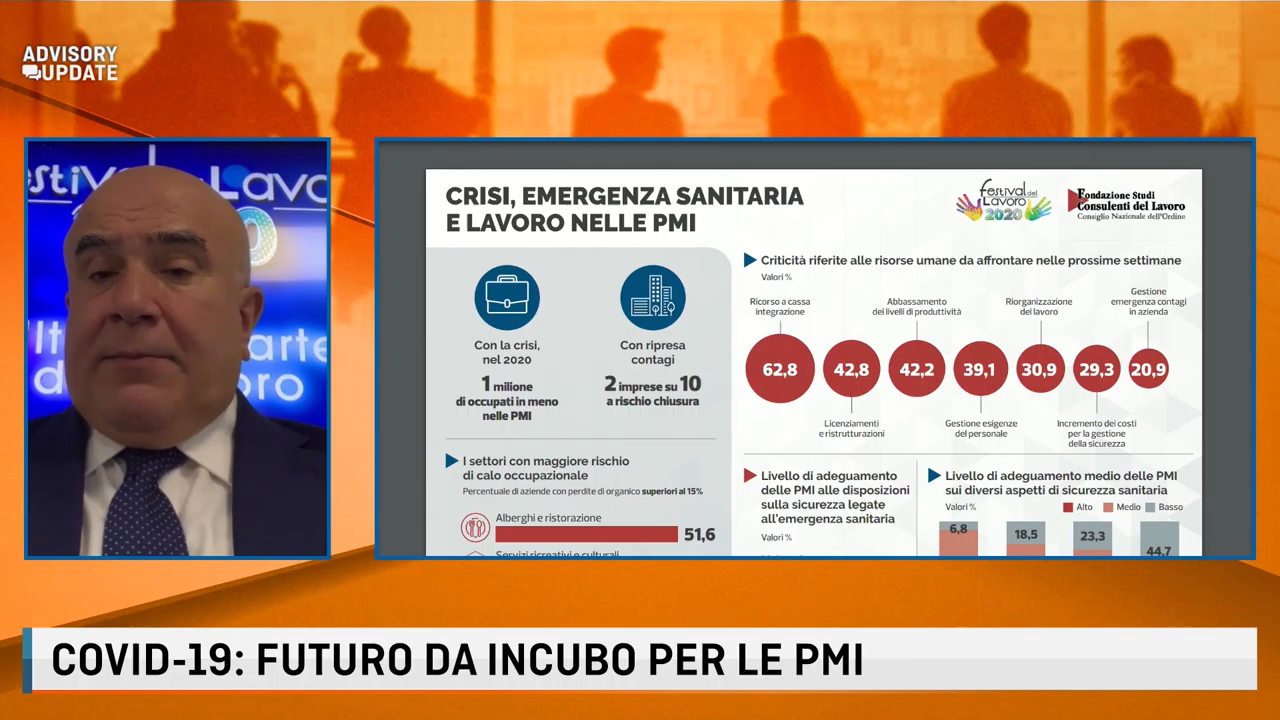 ADVISORY
UPDATE
CRISI, EMERGENZA SANITARIA
E LAVORO NELLE PMI
Festival del
Lavoro
2020
Fondazione Studi
Consulenti del Lavoro
Consiglio Nazionale dell'Ordine
Con la crisi,
nel 2020
1 milione
di occupati in meno
nelle PMI
Con ripresa
contagi
2 imprese su 10
a rischio chiusura
I settori con maggiore rischio
di calo occupazionale
Percentuale di aziende con perdite di organico superiori al 15%
Alberghi e ristorazione
51,6
Servizi ricreativi e culturali
Criticità riferite alle risorse umane da affrontare nelle prossime settimane
Valori %
Ricorso a cassa
integrazione
Abbassamento
dei livelli di produttività
Riorganizzazione
del lavoro
Gestione
emergenza contagi
in azienda
62,8
42,8
42,2
39,1
30,9
29,3
20,9
Licenziamenti
e ristrutturazioni
Gestione esigenze
del personale
Incremento dei costi
per la gestione
della sicurezza
Livello di adeguamento
delle PMI alle disposizioni
sulla sicurezza legate
all'emergenza sanitaria
Valori %
Livello di adeguamento medio delle PMI
sui diversi aspetti di sicurezza sanitaria
Valori %
Alto Medio Basso
6,8
18,5
23,3
44,7
COVID-19: FUTURO DA INCUBO PER LE PMI